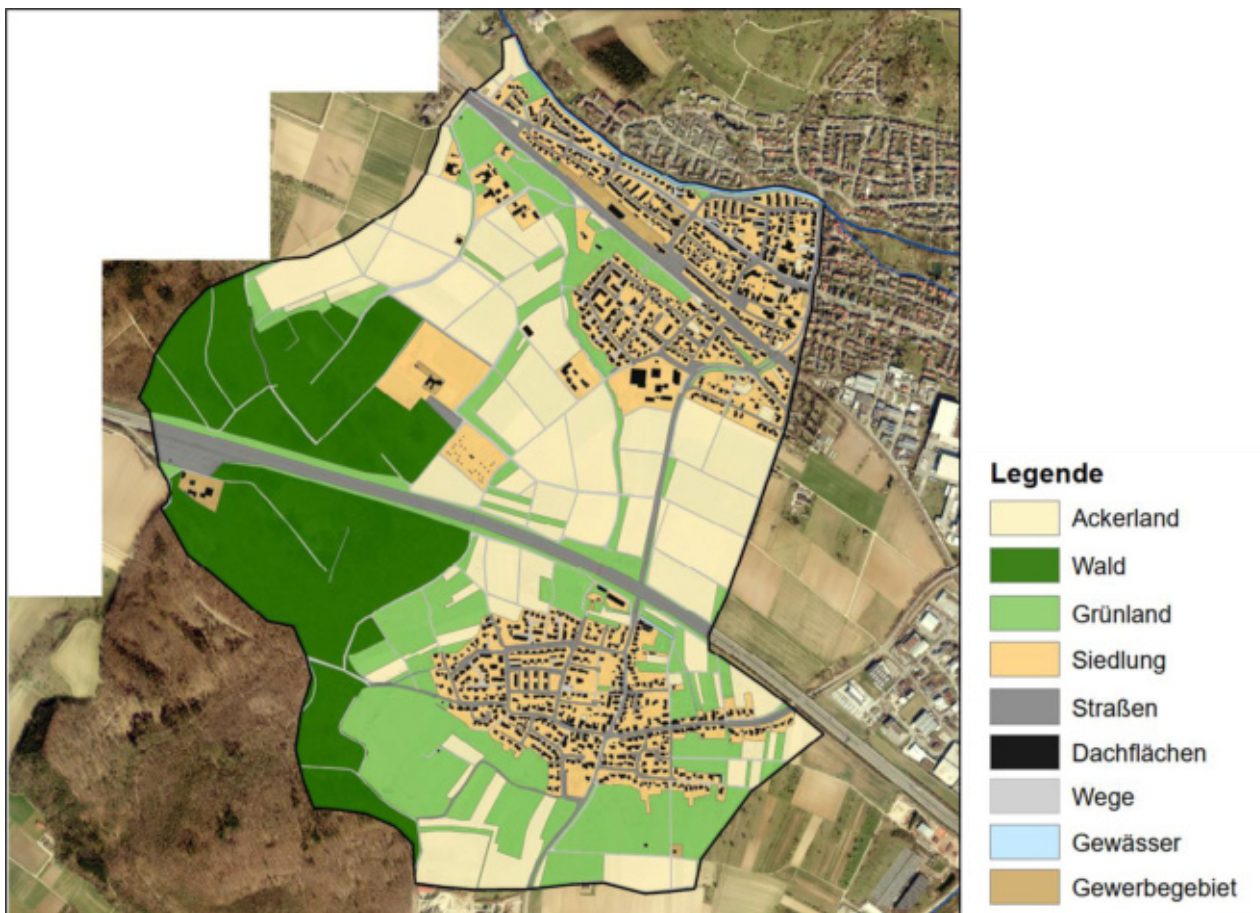 Legende
Ackerland
Wald
Grünland
Siedlung
Straßen
Dachflächen
Wege
Gewässer
Gewerbegebiet